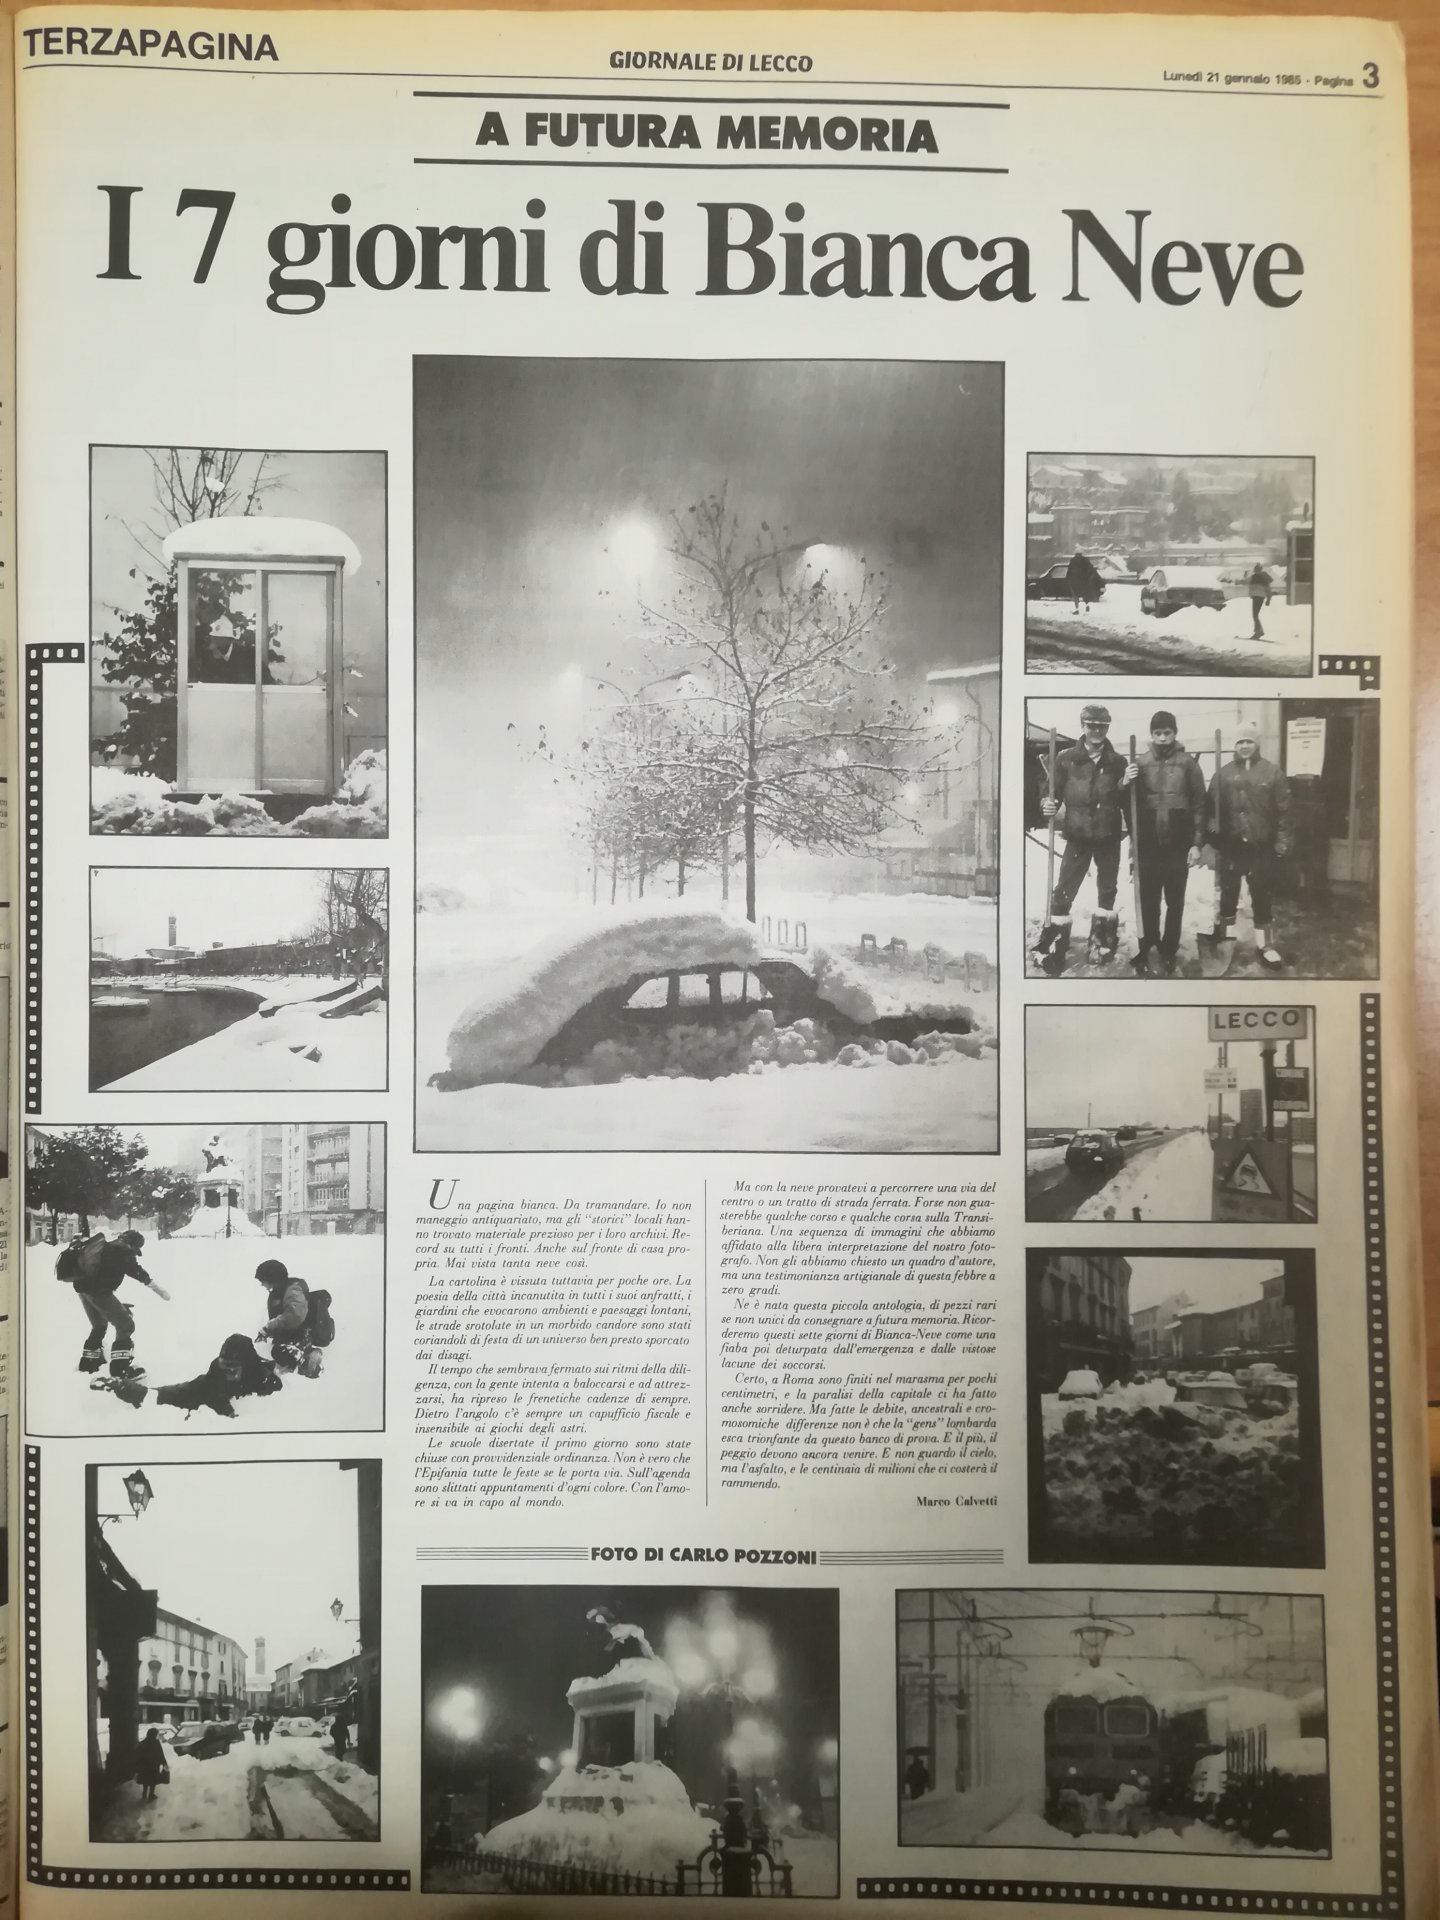 TERZAPAGINA
GIORNALE DI LECCO
Lunedì 21 gennaio 1985 - Pagina 3
A FUTURA MEMORIA
I 7 giorni di Bianca Neve
LECCO
Una pagina bianca. Da tramandare. Io non
maneggio antiquariato, ma gli "storici" locali han-
no trovato materiale prezioso per i loro archivi. Re-
cord su tutti i fronti. Anche sul fronte di casa pro-
pria. Mai vista tanta neve così.
La cartolina è vissuta tuttavia per poche ore. La
poesia della città incanutita in tutti i suoi anfratti, i
giardini che evocarono ambienti e paesaggi lontani,
le strade srotolate in un morbido candore sono stati
coriandoli di festa di un universo ben presto sporcato
dai disagi.
Il tempo che sembrava fermato sui ritmi della dili-
genza, con la gente intenta a baloccarsi e ad attrez-
zarsi, ha ripreso le frenetiche cadenze di sempre.
Dietro l'angolo c'è sempre un capufficio fiscale e
insensibile ai giochi degli astri.
Le scuole disertate il primo giorno sono state
chiuse con provvidenziale ordinanza. Non è vero che
l'Epifania tutte le feste se le porta via. Sull'agenda
sono slittati appuntamenti d'ogni colore. Con l'amo-
re si va in capo al mondo.
Ma con la neve provatevi a percorrere una via del
centro o un tratto di strada ferrata. Forse non gua-
sterebbe qualche corso e qualche corsa sulla Transi-
beriana. Una sequenza di immagini che abbiamo
affidato alla libera interpretazione del nostro foto-
grafo. Non gli abbiamo chiesto un quadro d'autore,
ma una testimonianza artigianale di questa febbre a
zero gradi.
Ne è nata questa piccola antologia, di pezzi rari
se non unici da consegnare a futura memoria. Ricor-
deremo questi sette giorni di Bianca-Neve come una
fiaba poi deturpata dall'emergenza e dalle vistose
lacune dei soccorsi.
Certo, a Roma sono finiti nel marasma per pochi
centimetri, e la paralisi della capitale ci ha fatto
anche sorridere. Ma fatte le debite, ancestrali e cro-
mosomiche differenze non è che la "gens" lombarda
esca trionfante da questo banco di prova. E il più, il
peggio devono ancora venire. E non guardo il cielo,
ma l'asfalto, e le centinaia di milioni che ci costerà il
rammendo.
Marco Calvetti
FOTO DI CARLO POZZONI